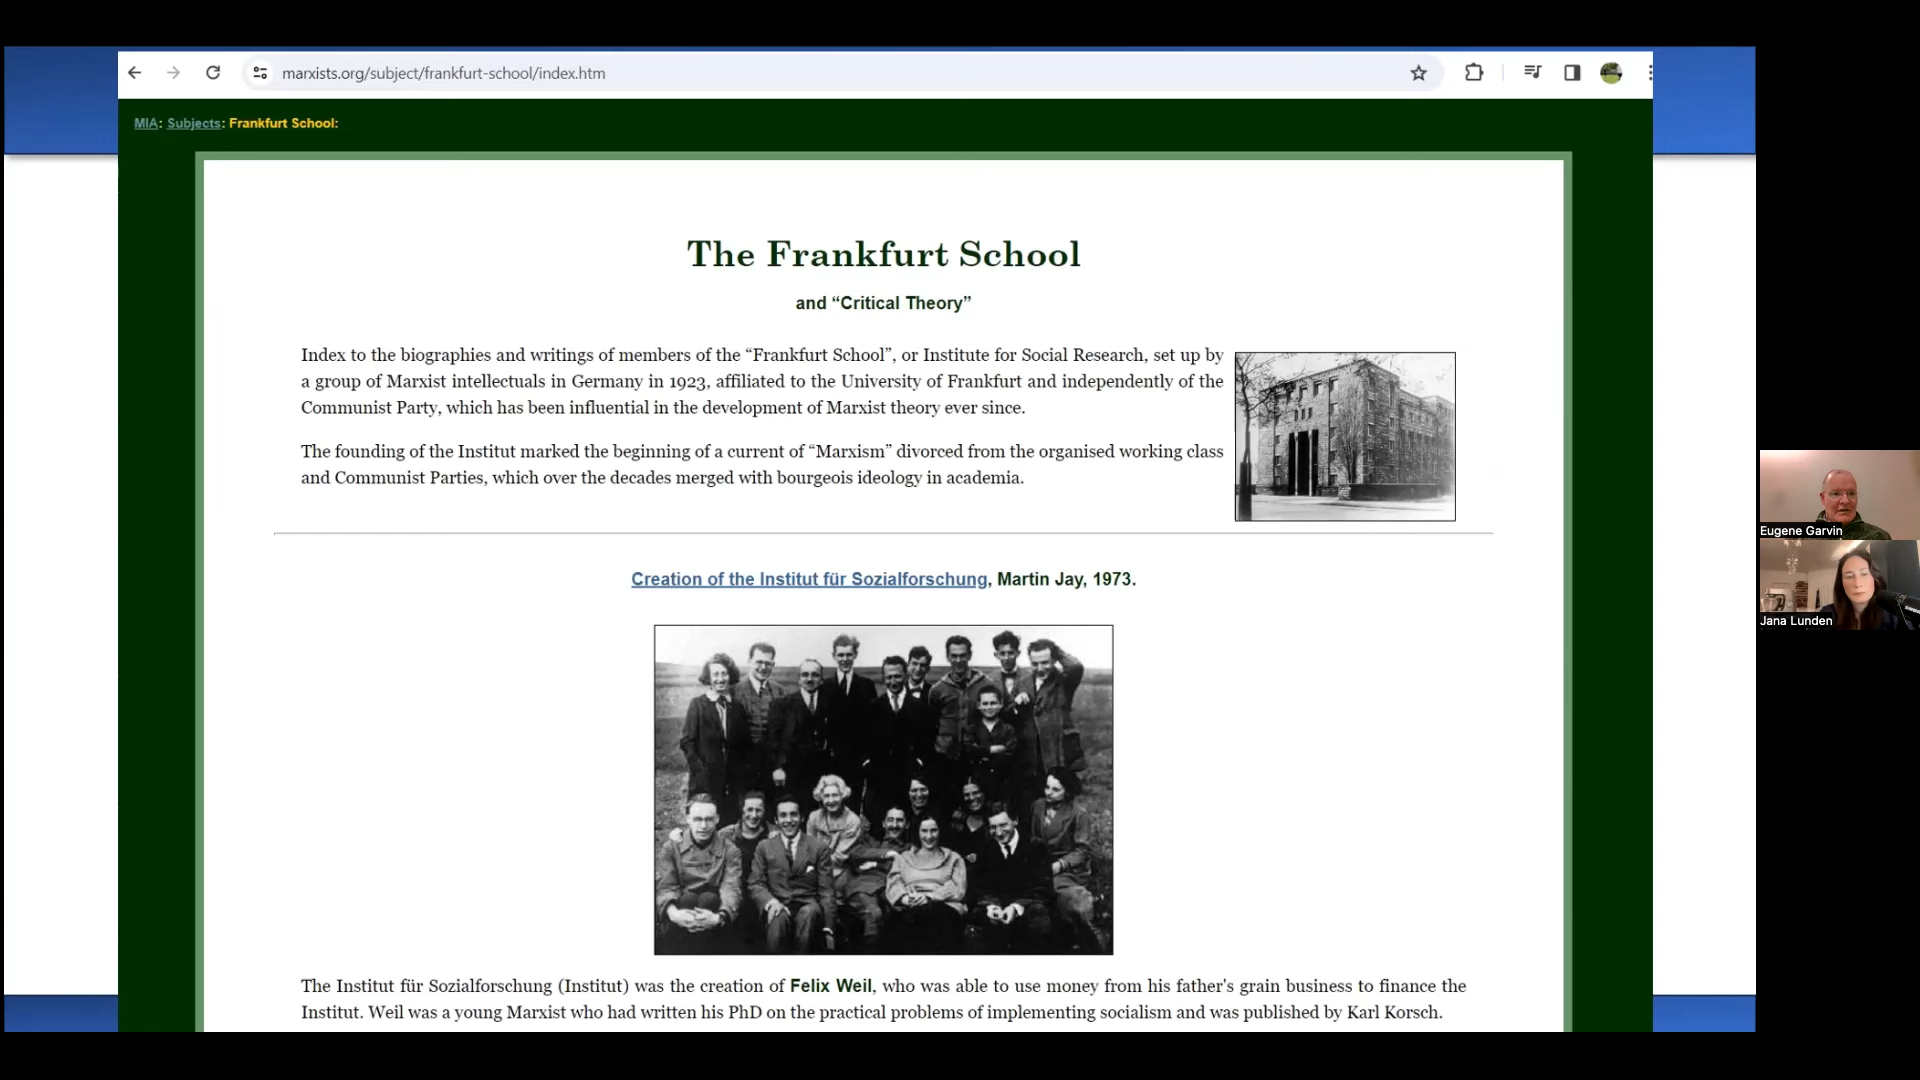 marxists.org/subject/frankfurt-school/index.htm
MIA: Subjects: Frankfurt School:
The Frankfurt School
and “Critical Theory”
Index to the biographies and writings of members of the “Frankfurt School”, or Institute for Social Research, set up by
a group of Marxist intellectuals in Germany in 1923, affiliated to the University of Frankfurt and independently of the
Communist Party, which has been influential in the development of Marxist theory ever since.
The founding of the Institut marked the beginning of a current of “Marxism” divorced from the organised working class
and Communist Parties, which over the decades merged with bourgeois ideology in academia.
Creation of the Institut für Sozialforschung, Martin Jay, 1973.
The Institut für Sozialforschung (Institut) was the creation of Felix Weil, who was able to use money from his father's grain business to finance the
Institut. Weil was a young Marxist who had written his PhD on the practical problems of implementing socialism and was published by Karl Korsch.
Eugene Garvin
Jana Lunden